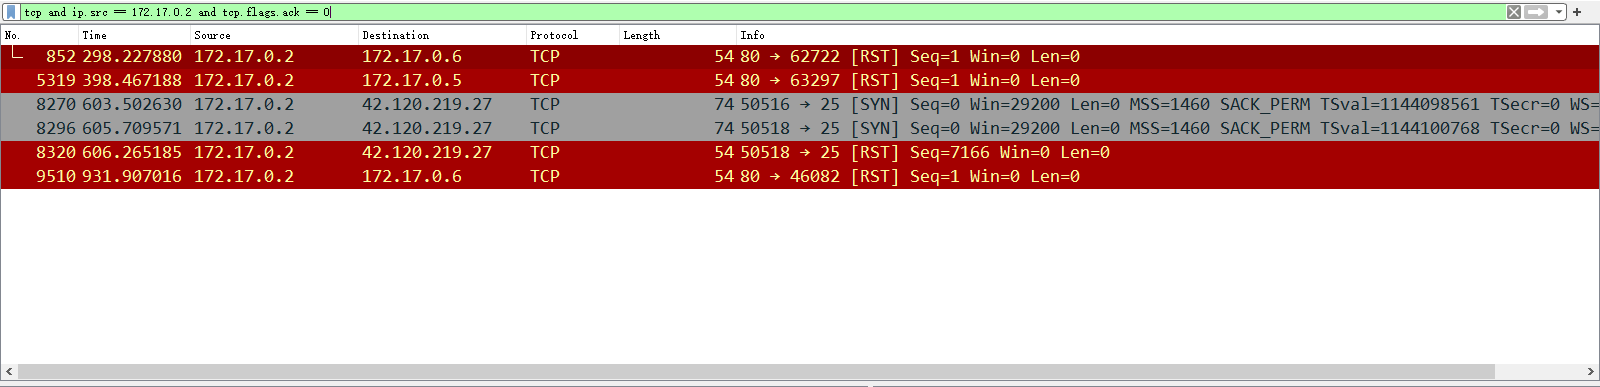 tcp and ip.src == 172.17.0.2 and tcp.flags.ack == 0
No. Time Source Destination Protocol Length Info
852 298.227880 172.17.0.2 172.17.0.6 TCP 54 80 → 62722 [RST] Seq=1 Win=0 Len=0
5319 398.467188 172.17.0.2 172.17.0.5 TCP 54 80 → 63297 [RST] Seq=1 Win=0 Len=0
8270 603.502630 172.17.0.2 42.120.219.27 TCP 74 50516 → 25 [SYN] Seq=0 Win=29200 Len=0 MSS=1460 SACK_PERM TSval=1144098561 TSecr=0 WS=
8296 605.709571 172.17.0.2 42.120.219.27 TCP 74 50518 → 25 [SYN] Seq=0 Win=29200 Len=0 MSS=1460 SACK_PERM TSval=1144100768 TSecr=0 WS=
8320 606.265185 172.17.0.2 42.120.219.27 TCP 54 50518 → 25 [RST] Seq=7166 Win=0 Len=0
9510 931.907016 172.17.0.2 172.17.0.6 TCP 54 80 → 46082 [RST] Seq=1 Win=0 Len=0